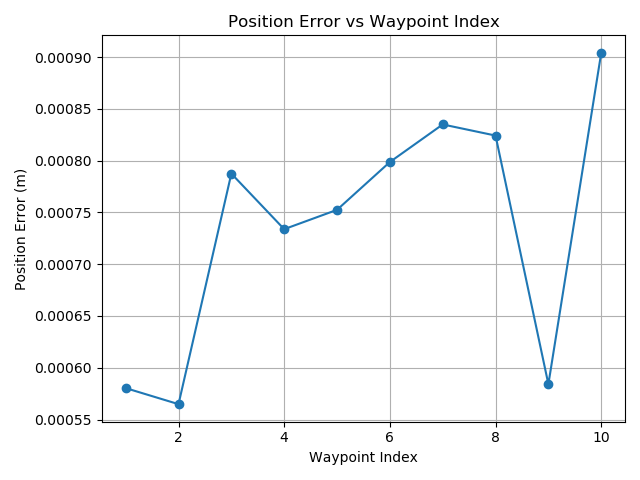 Position Error vs Waypoint Index
0.00090
0.00085
0.00080
0.00075
0.00070
0.00065
0.00060
0.00055
Position Error (m)
2 4 6 8 10
Waypoint Index